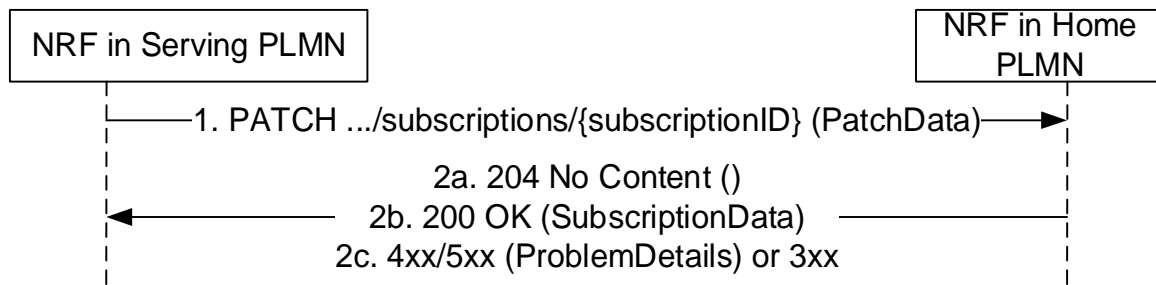 NRF in Serving PLMN
NRF in Home
PLMN
1. PATCH .../subscriptions/{subscriptionID} (PatchData)
2a. 204 No Content ()
2b. 200 OK (SubscriptionData)
2c. 4xx/5xx (ProblemDetails) or 3xx